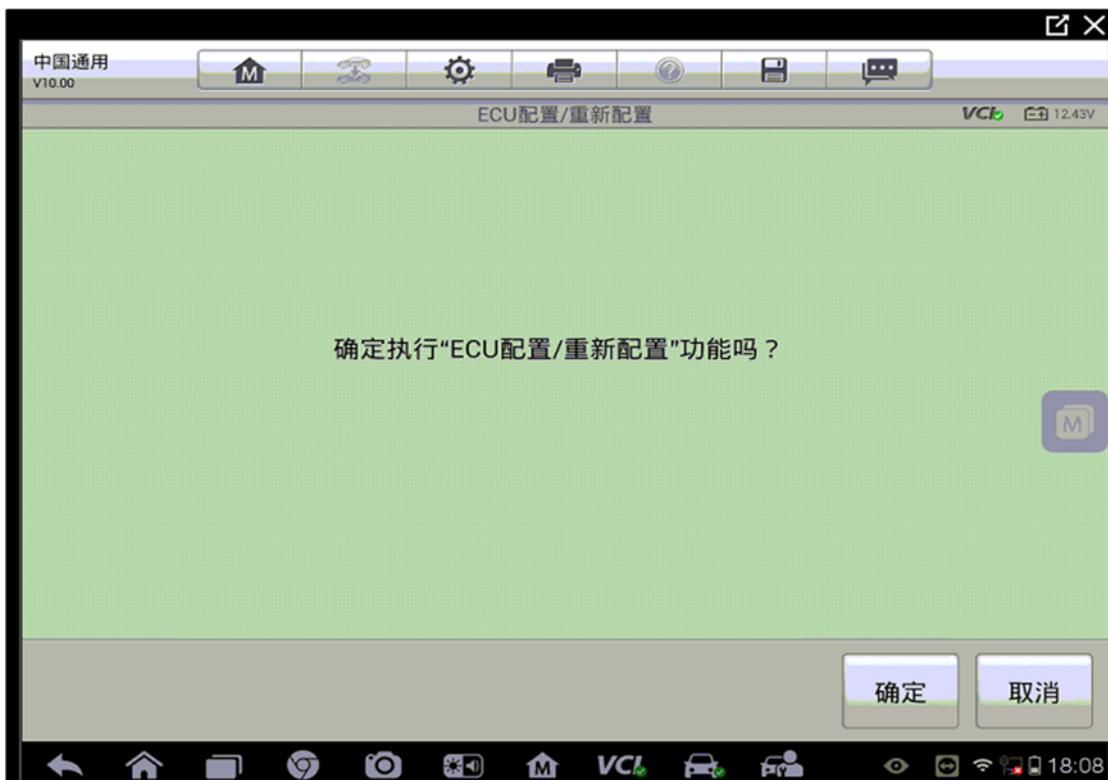 中国通用
V10.00
M
ECU配置/重新配置
VCI
12.43V
确定执行“ECU配置/重新配置”功能吗？
M
确定
取消
M
VCI
18:08